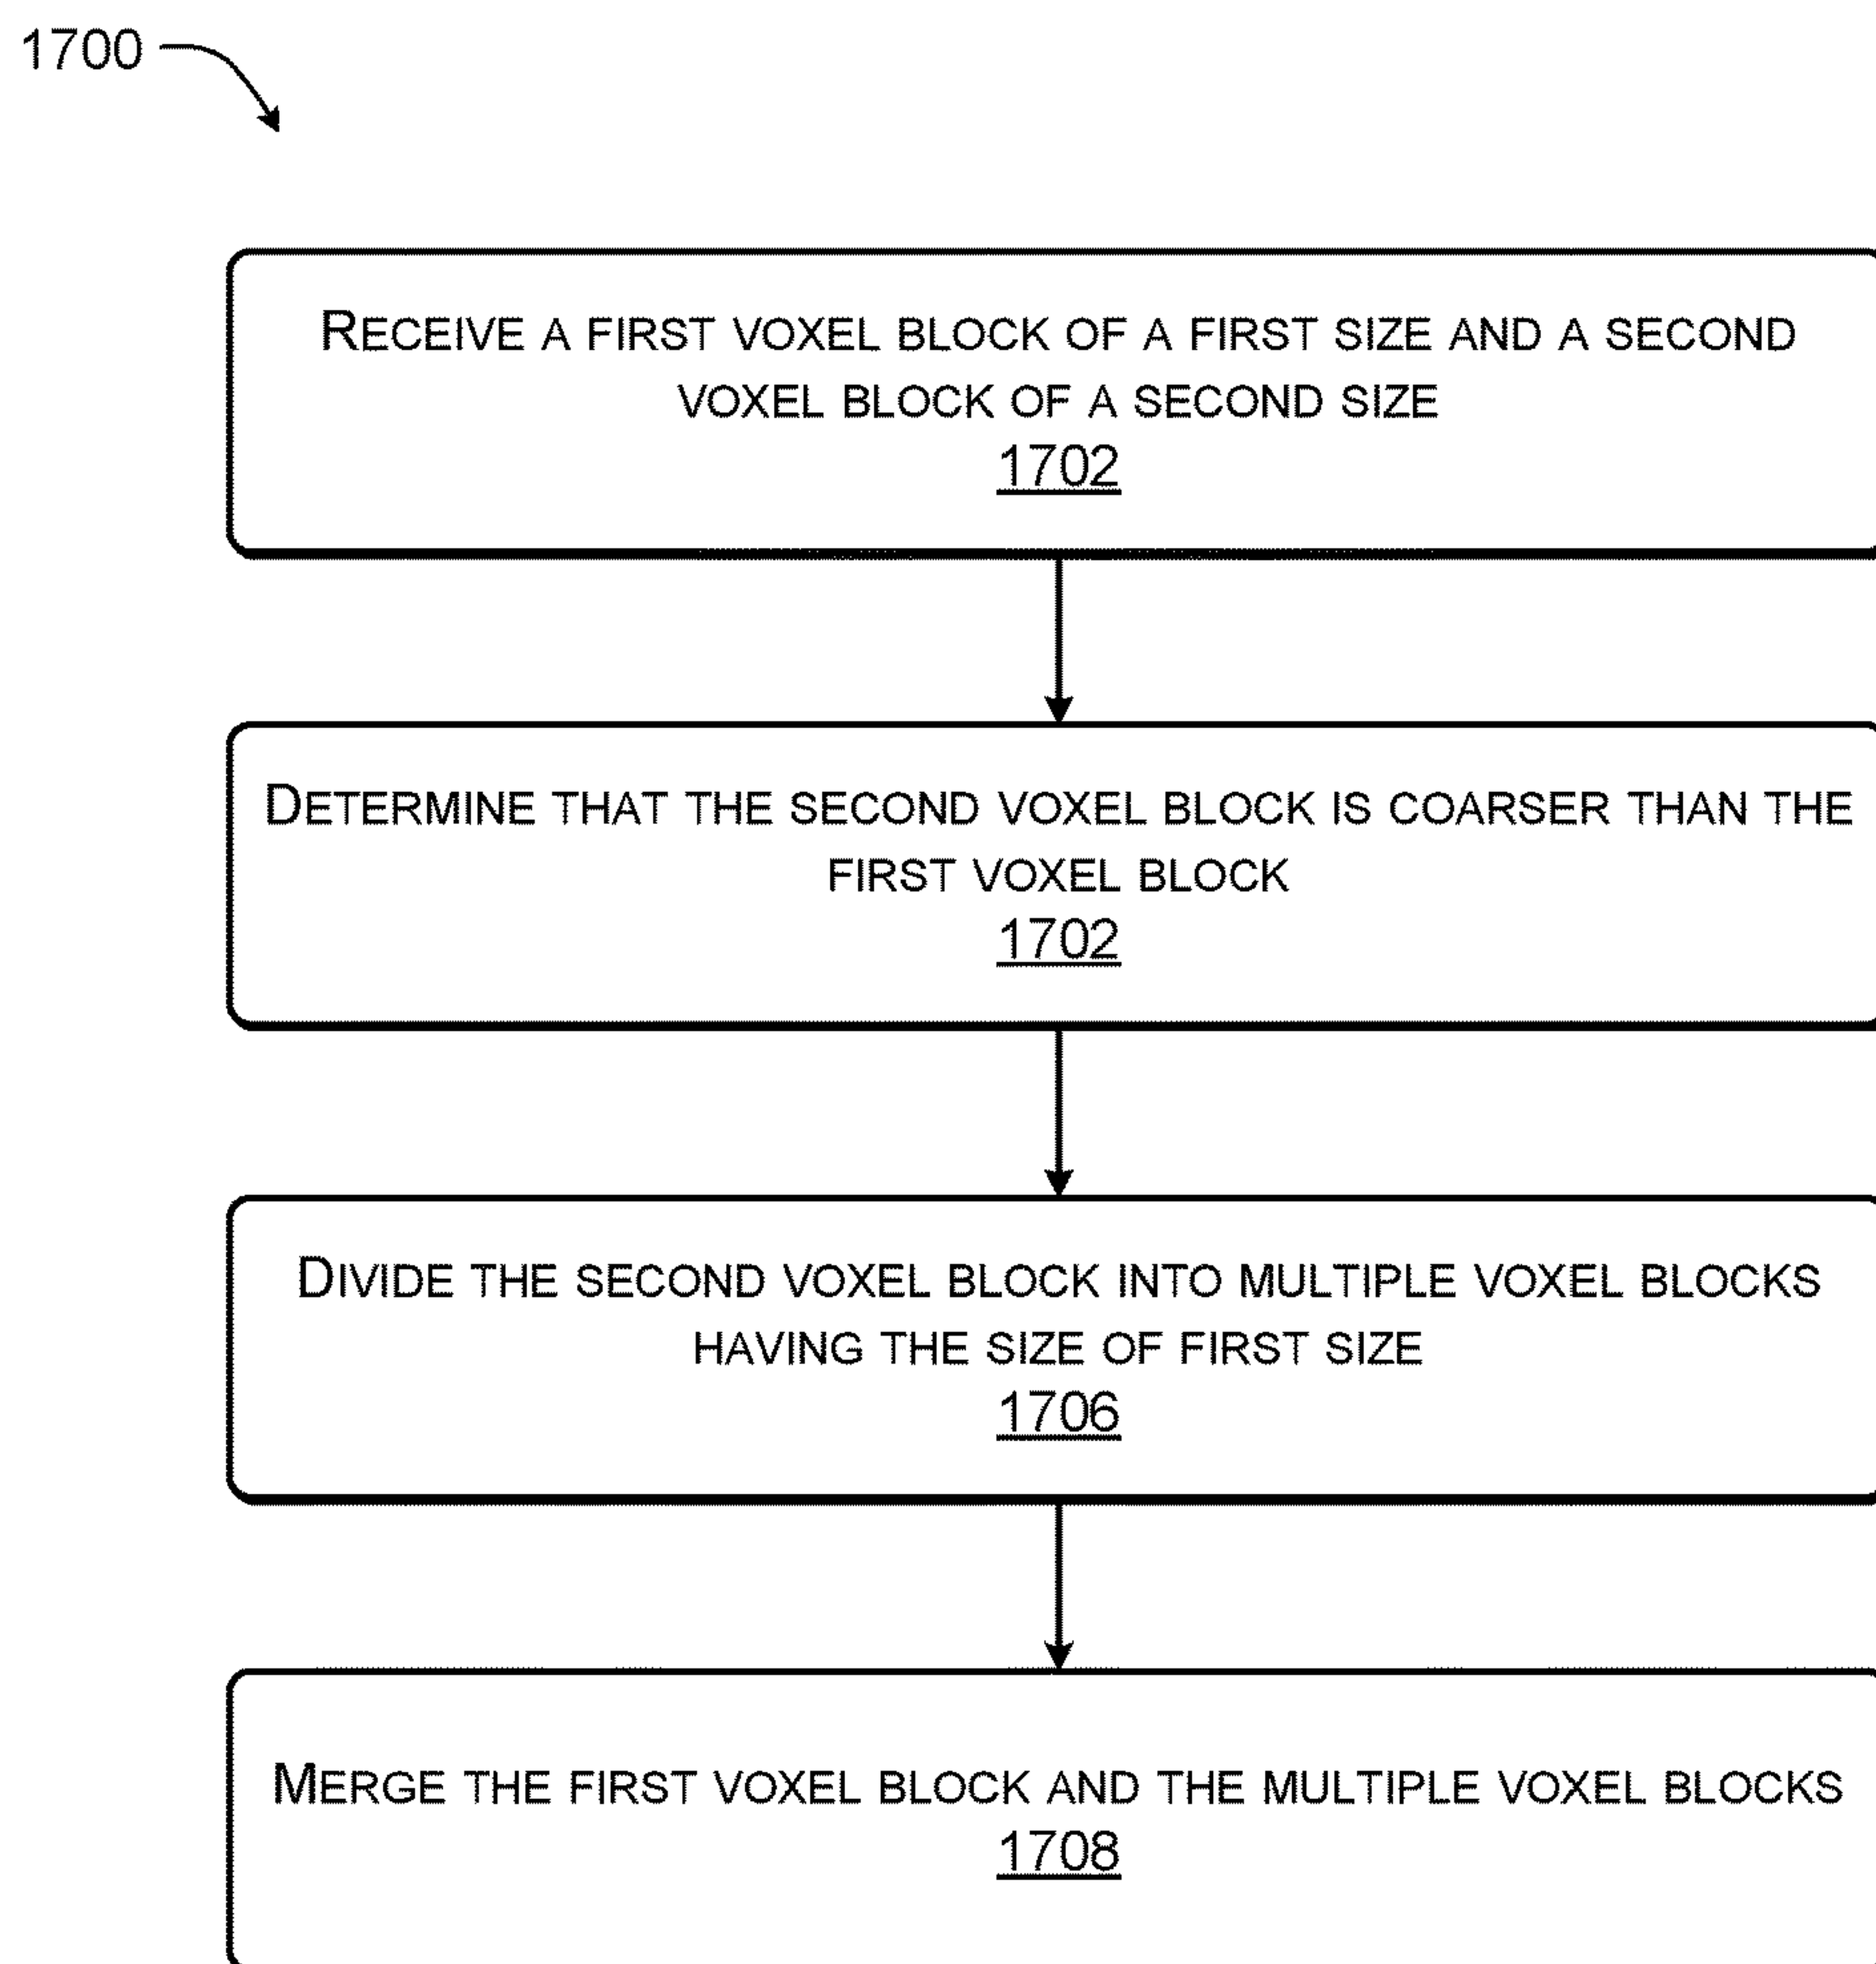 1700
RECEIVE A FIRST VOXEL BLOCK OF A FIRST SIZE AND A SECOND
VOXEL BLOCK OF A SECOND SIZE
1702
DETERMINE THAT THE SECOND VOXEL BLOCK IS COARSER THAN THE
FIRST VOXEL BLOCK
1702
DIVIDE THE SECOND VOXEL BLOCK INTO MULTIPLE VOXEL BLOCKS
HAVING THE SIZE OF FIRST SIZE
1706
MERGE THE FIRST VOXEL BLOCK AND THE MULTIPLE VOXEL BLOCKS
1708